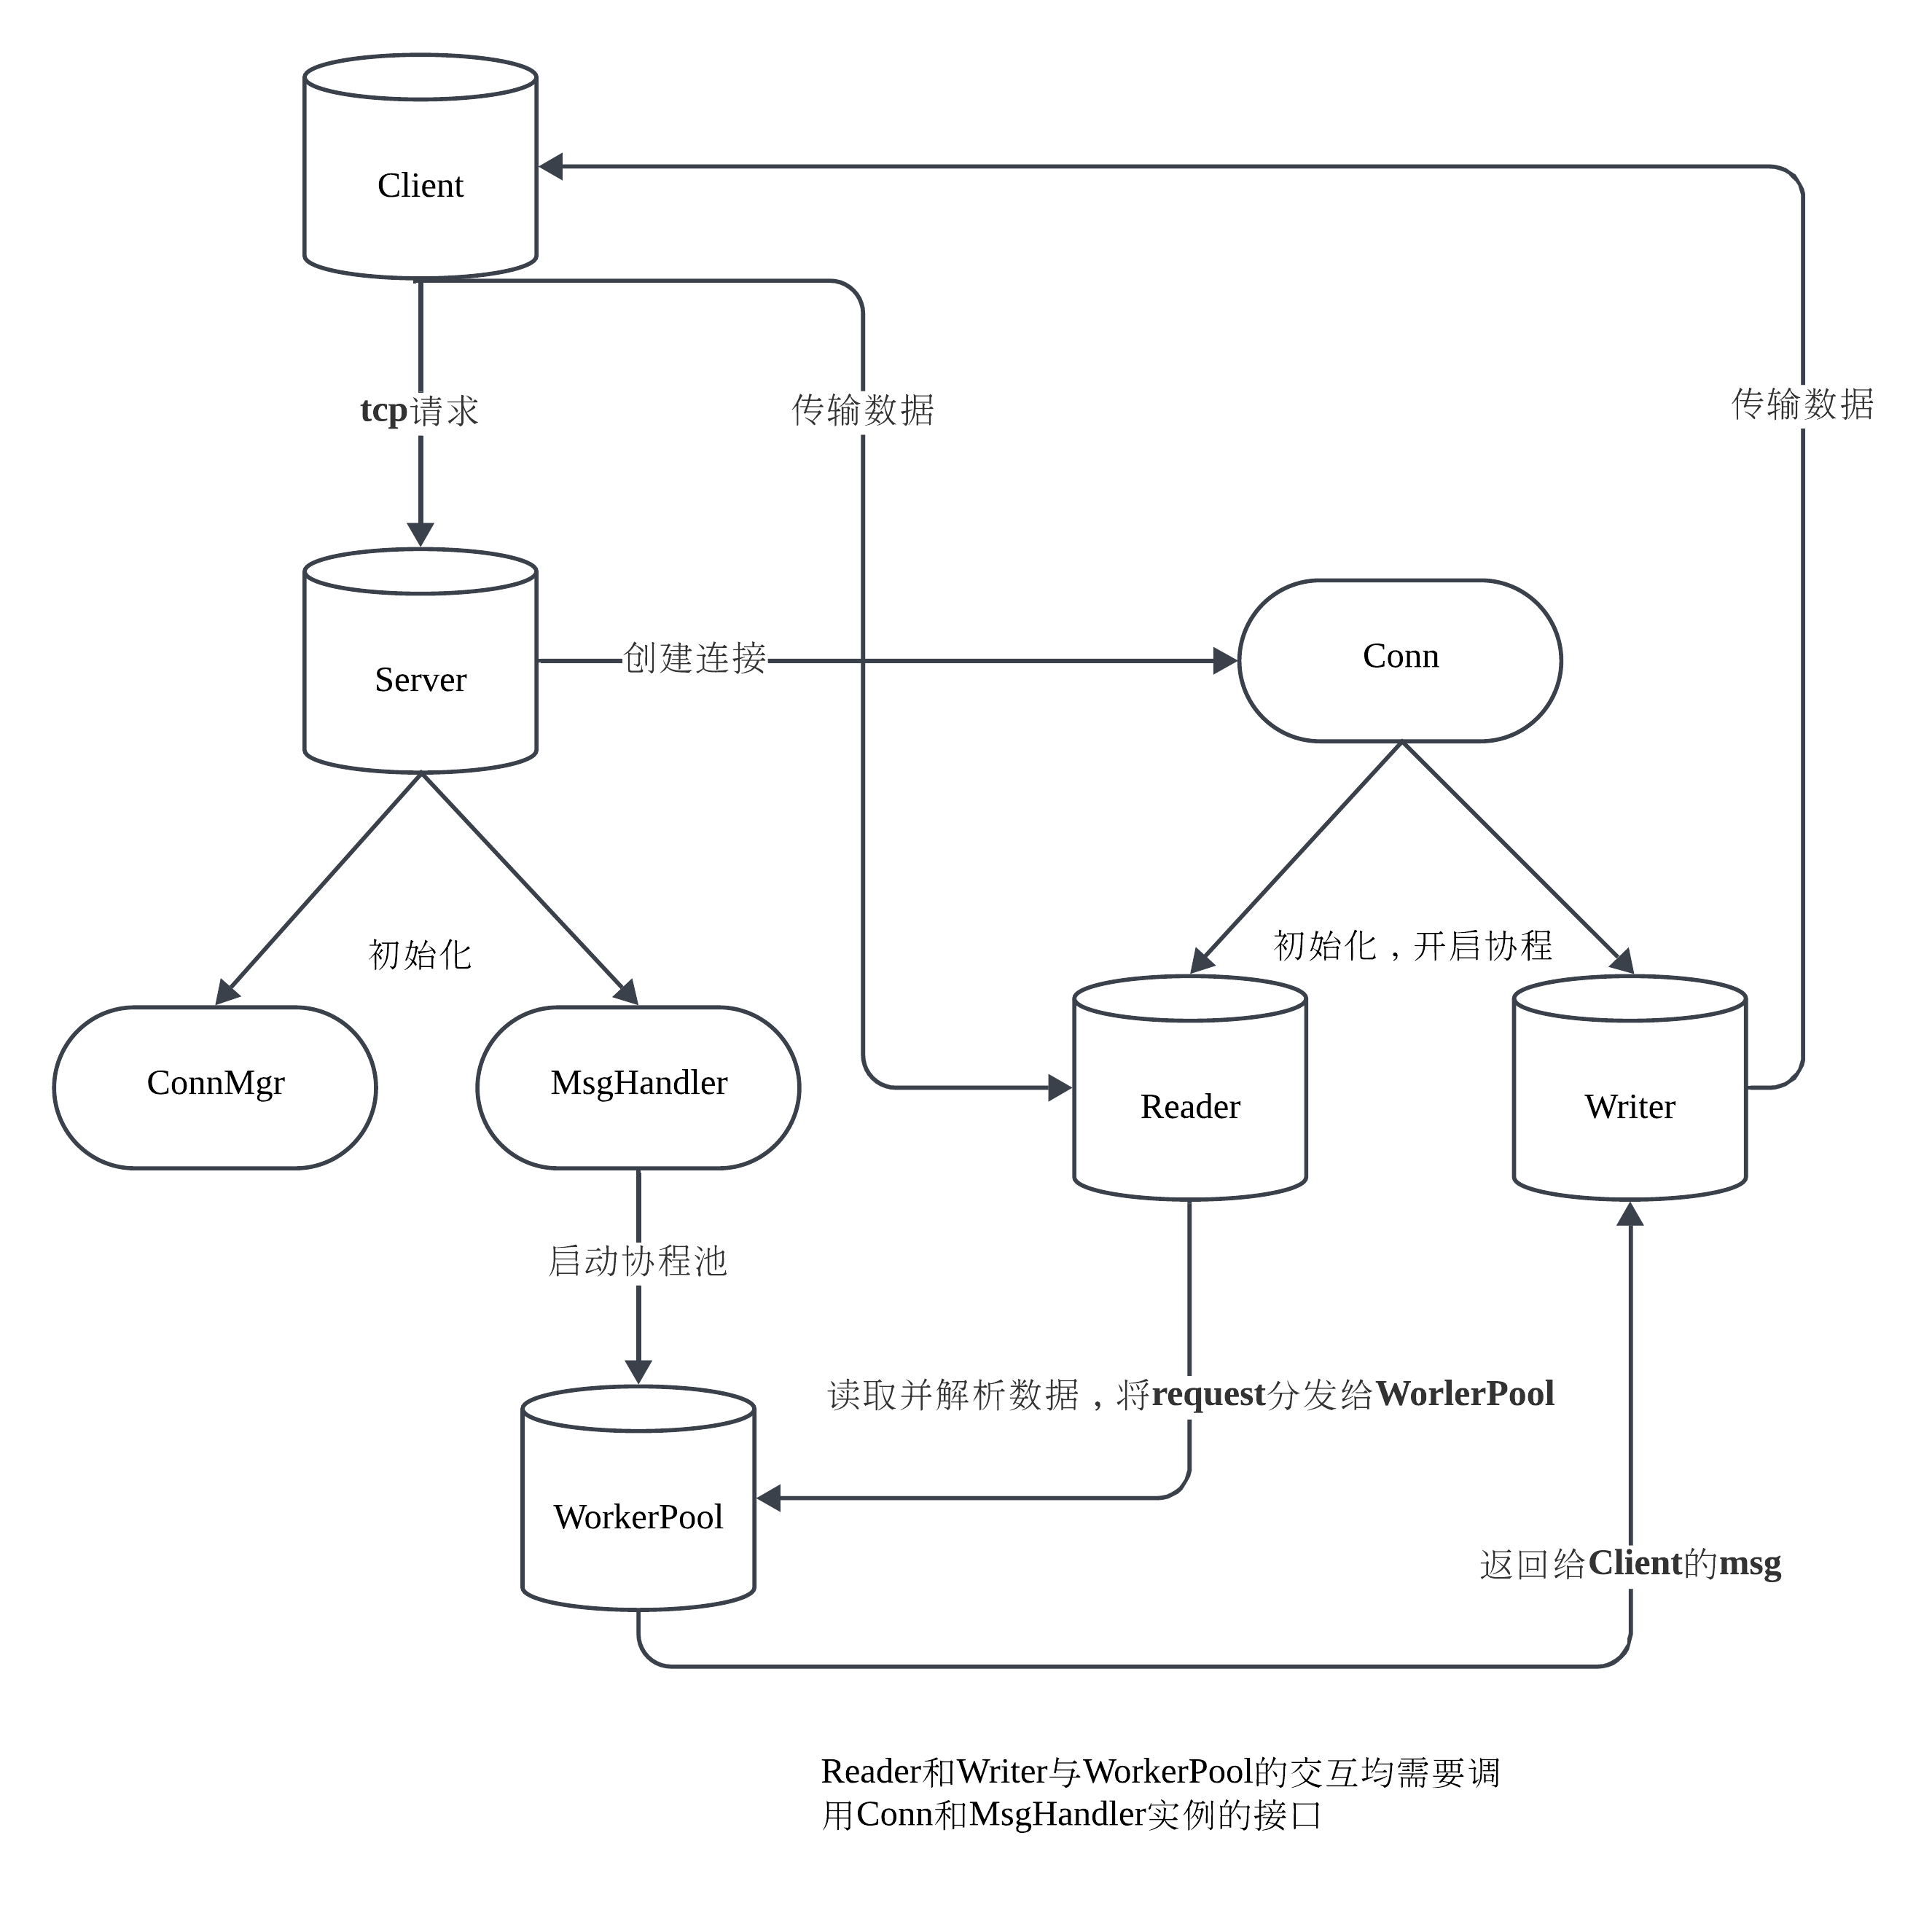 Client
tcp请求
传输数据
传输数据
Server
创建连接
Conn
初始化
初始化，开启协程
ConnMgr
MsgHandler
Reader
Writer
启动协程池
读取并解析数据，将request分发给WorlerPool
WorkerPool
返回给Client的msg
Reader和Writer与WorkerPool的交互均需要调
用Conn和MsgHandler实例的接口